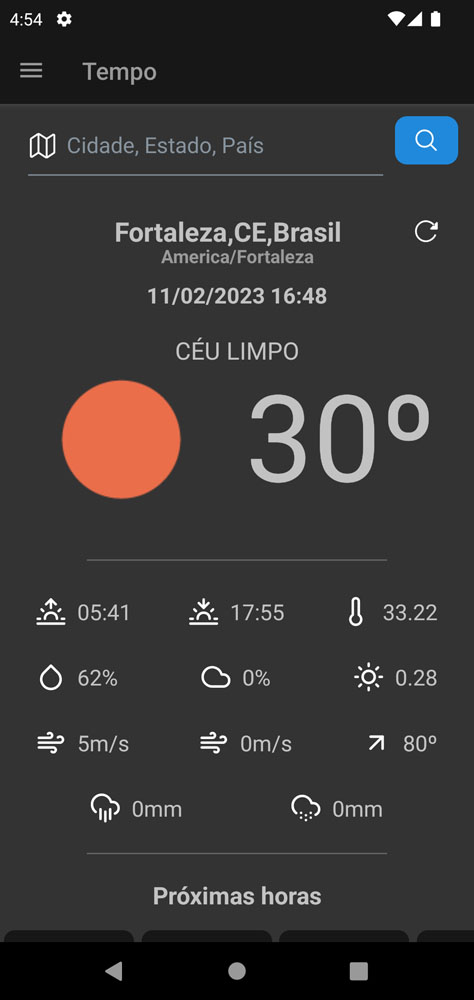 4:54
Tempo
Cidade, Estado, País
Fortaleza,CE,Brasil
America/Fortaleza
11/02/2023 16:48
CÉU LIMPO
30º
05:41 17:55 33.22
62% 0% 0.28
5m/s 0m/s 80º
0mm 0mm
Próximas horas